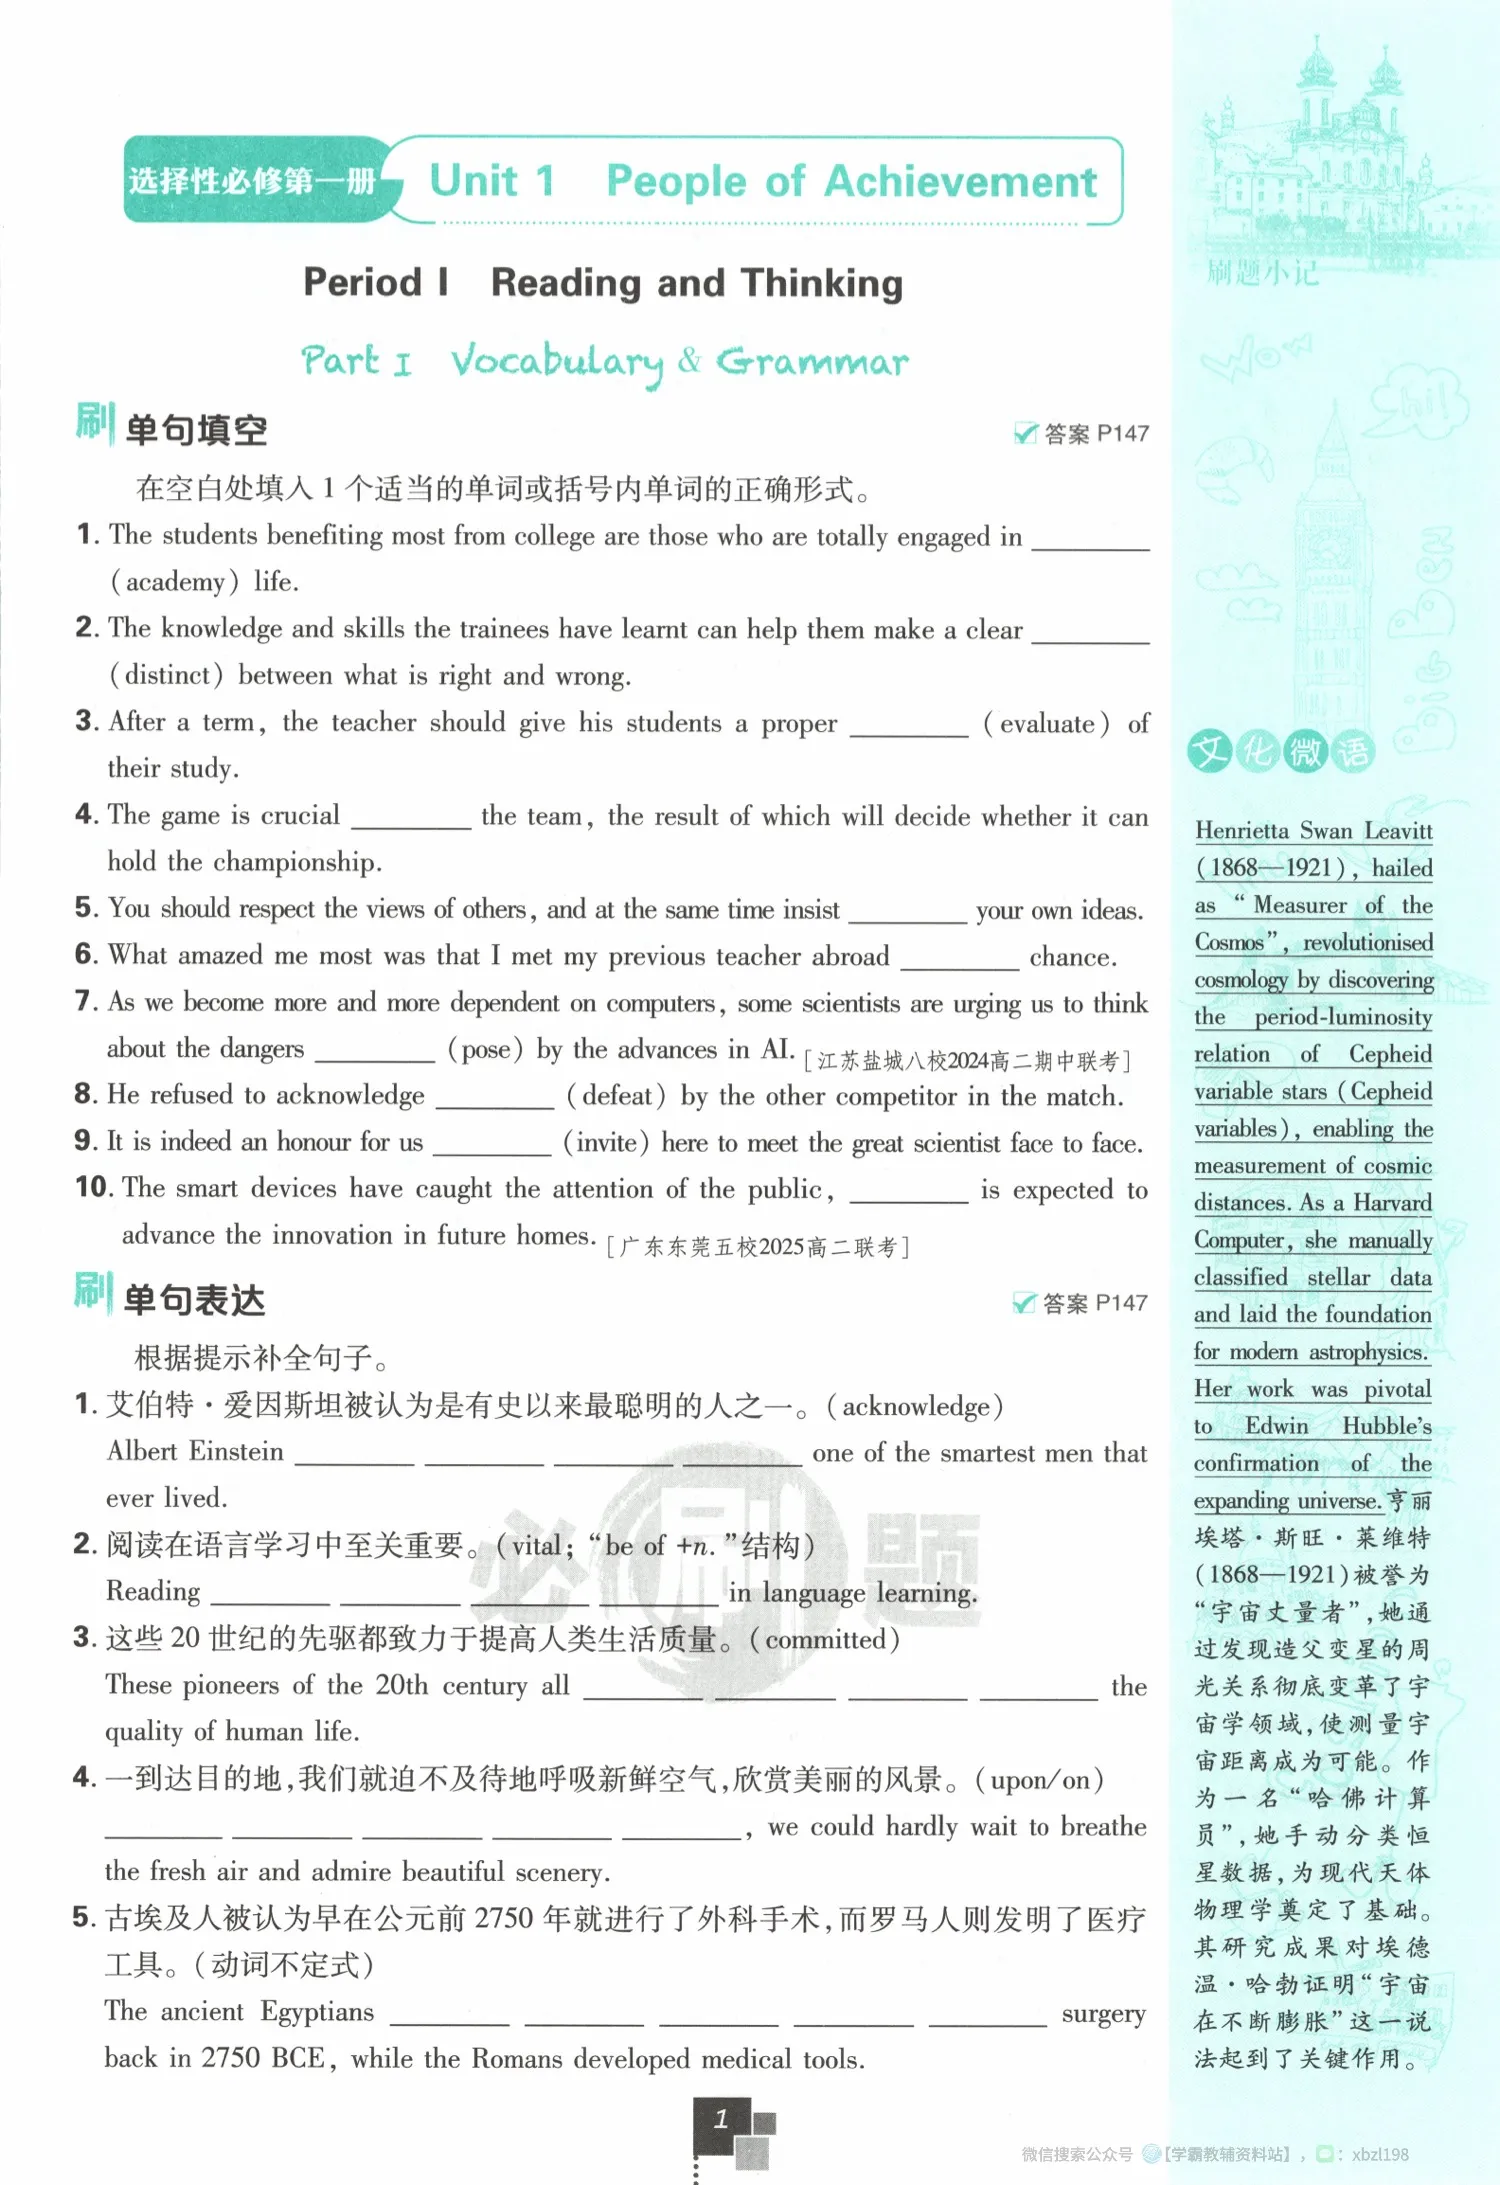 选择性必修第一册 Unit 1 People of Achievement
Period I Reading and Thinking
Part I Vocabulary & Grammar
刷 单句填空
答案 P147
在空白处填入 1 个适当的单词或括号内单词的正确形式。
1. The students benefiting most from college are those who are totally engaged in ________
(academy) life.
2. The knowledge and skills the trainees have learnt can help them make a clear ________
(distinct) between what is right and wrong.
3. After a term, the teacher should give his students a proper ________ (evaluate) of
their study.
4. The game is crucial ________ the team, the result of which will decide whether it can
hold the championship.
5. You should respect the views of others, and at the same time insist ________ your own ideas.
6. What amazed me most was that I met my previous teacher abroad ________ chance.
7. As we become more and more dependent on computers, some scientists are urging us to think
about the dangers ________ (pose) by the advances in AI. [江苏盐城八校2024高二期中联考]
8. He refused to acknowledge ________ (defeat) by the other competitor in the match.
9. It is indeed an honour for us ________ (invite) here to meet the great scientist face to face.
10. The smart devices have caught the attention of the public, ________ is expected to
advance the innovation in future homes. [广东东莞五校2025高二联考]
刷 单句表达
答案 P147
根据提示补全句子。
1. 艾伯特·爱因斯坦被认为是有史以来最聪明的人之一。(acknowledge)
Albert Einstein ________ ________ ________ ________ one of the smartest men that
ever lived.
2. 阅读在语言学习中至关重要。(vital; “be of +n. ”结构)
Reading ________ ________ ________ ________ in language learning.
3. 这些 20 世纪的先驱都致力于提高人类生活质量。(committed)
These pioneers of the 20th century all ________ ________ ________ ________ the
quality of human life.
4. 一到达目的地,我们就迫不及待地呼吸新鲜空气,欣赏美丽的风景。(upon/on)
________ ________ ________ ________ ________, we could hardly wait to breathe
the fresh air and admire beautiful scenery.
5. 古埃及人被认为早在公元前 2750 年就进行了外科手术,而罗马人则发明了医疗
工具。(动词不定式)
The ancient Egyptians ________ ________ ________ ________ ________ surgery
back in 2750 BCE, while the Romans developed medical tools.
必刷题
1
刷题小记
Wow
hi!
Big Ben
文化微语
Henrietta Swan Leavitt
(1868—1921), hailed
as “Measurer of the
Cosmos”, revolutionised
cosmology by discovering
the period-luminosity
relation of Cepheid
variable stars (Cepheid
variables), enabling the
measurement of cosmic
distances. As a Harvard
Computer, she manually
classified stellar data
and laid the foundation
for modern astrophysics.
Her work was pivotal
to Edwin Hubble’s
confirmation of the
expanding universe. 亨丽
埃塔·斯旺·莱维特
(1868—1921)被誉为
“宇宙丈量者”,她通
过发现造父变星的周
光关系彻底变革了宇
宙学领域,使测量宇
宙距离成为可能。作
为一名“哈佛计算
员”,她手动分类恒
星数据,为现代天体
物理学奠定了基础。
其研究成果对埃德
温·哈勃证明“宇宙
在不断膨胀”这一说
法起到了关键作用。
微信搜索公众号 【学霸教辅资料站】, : xbzl198